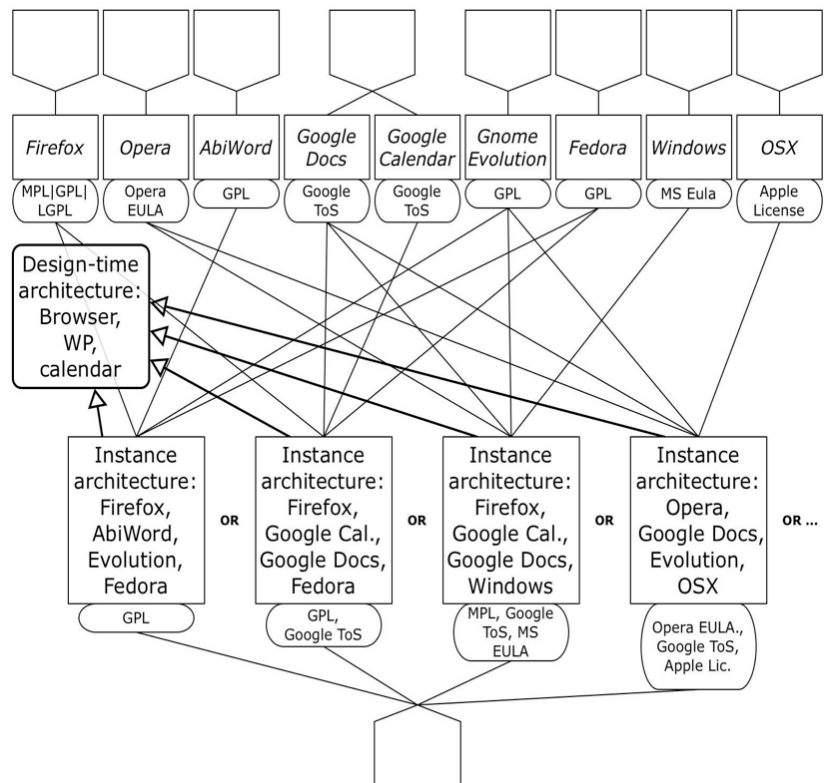 Firefox
Opera
AbiWord
Google
Docs
Google
Calendar
Gnome
Evolution
Fedora
Windows
OSX
MPL|GPL|
LGPL
Opera
EULA
GPL
Google
ToS
Google
ToS
GPL
GPL
MS Eula
Apple
License
Design-time
architecture:
Browser,
WP,
calendar
Instance
architecture:
Firefox,
AbiWord,
Evolution,
Fedora
OR
Instance
architecture:
Firefox,
Google Cal.,
Google Docs,
Fedora
OR
Instance
architecture:
Firefox,
Google Cal.,
Google Docs,
Windows
OR
Instance
architecture:
Opera,
Google Docs,
Evolution,
OSX
OR ...
GPL
GPL,
Google ToS
MPL, Google
ToS, MS
EULA
Opera EULA.,
Google ToS,
Apple Lic.